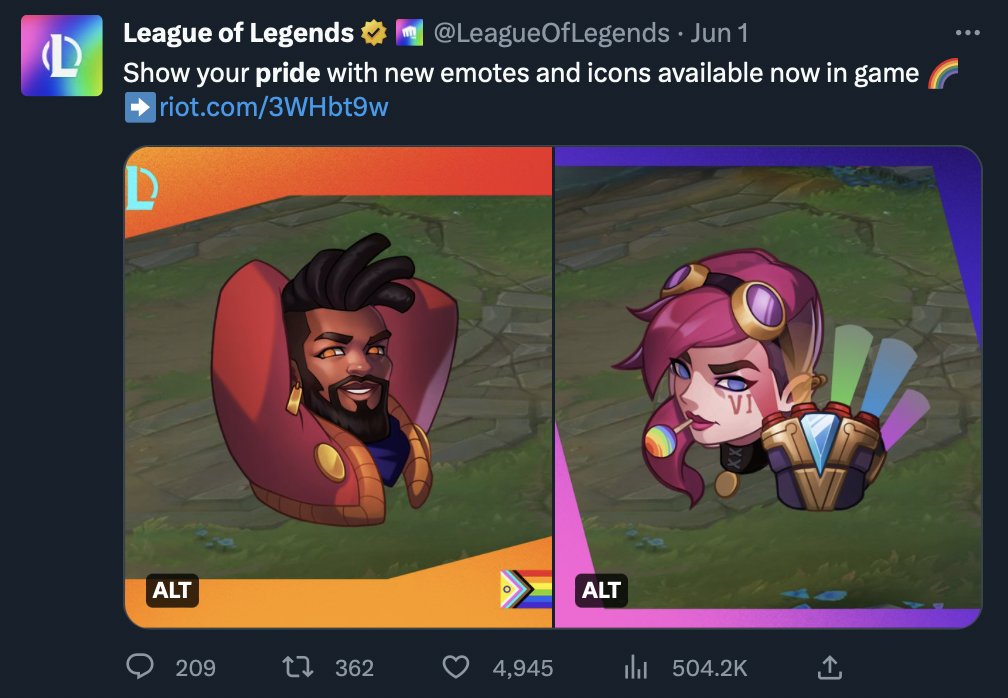 League of Legends @LeagueOfLegends · Jun 1
Show your pride with new emotes and icons available now in game
riot.com/3WHbt9w
VI
ALT
ALT
209 362 4,945 504.2K